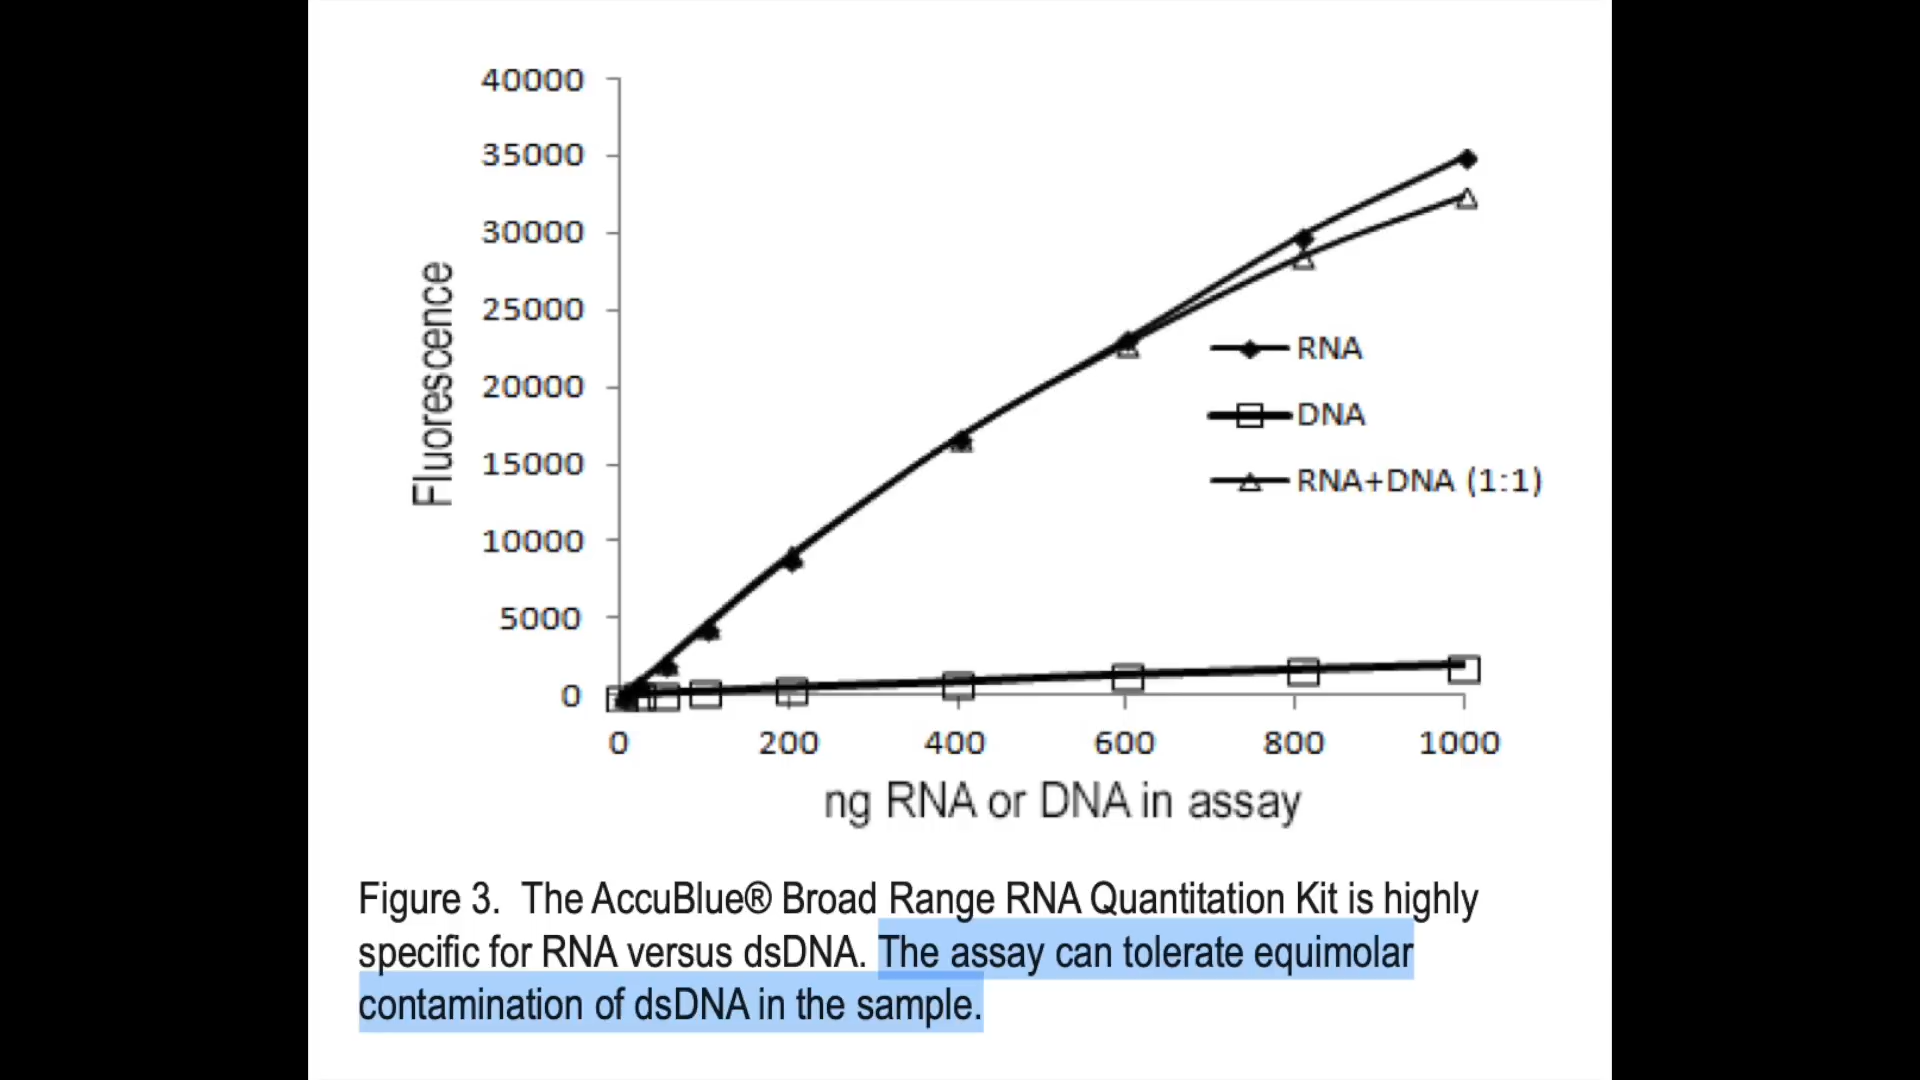 40000
35000
30000
25000
20000
15000
10000
5000
0
Fluorescence
RNA
DNA
RNA+DNA (1:1)
0 200 400 600 800 1000
ng RNA or DNA in assay
Figure 3. The AccuBlue® Broad Range RNA Quantitation Kit is highly
specific for RNA versus dsDNA. The assay can tolerate equimolar
contamination of dsDNA in the sample.